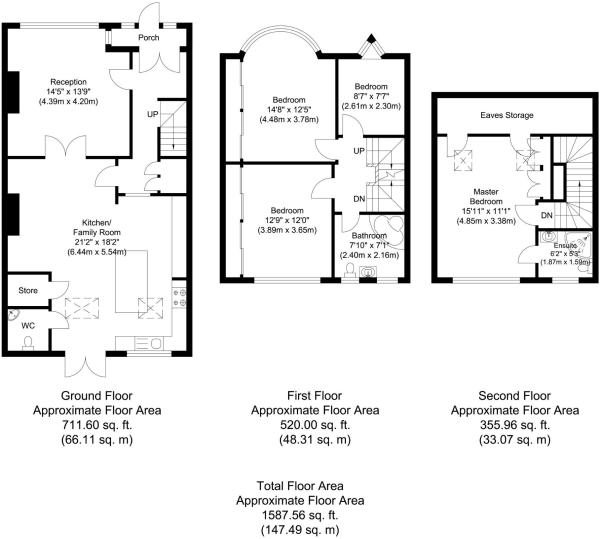 Porch
Reception
14'5" x 13'9"
(4.39m x 4.20m)
UP
Kitchen/
Family Room
21'2" x 18'2"
(6.44m x 5.54m)
Store
WC
Ground Floor
Approximate Floor Area
711.60 sq. ft.
(66.11 sq. m)
Bedroom
14'8" x 12'5"
(4.48m x 3.78m)
Bedroom
8'7" x 7'7"
(2.61m x 2.30m)
UP
DN
Bedroom
12'9" x 12'0"
(3.89m x 3.65m)
Bathroom
7'10" x 7'1"
(2.40m x 2.16m)
First Floor
Approximate Floor Area
520.00 sq. ft.
(48.31 sq. m)
Eaves Storage
Master
Bedroom
15'11" x 11'1"
(4.85m x 3.38m)
DN
Ensuite
6'2" x 5'3"
(1.87m x 1.59m)
Second Floor
Approximate Floor Area
355.96 sq. ft.
(33.07 sq. m)
Total Floor Area
Approximate Floor Area
1587.56 sq. ft.
(147.49 sq. m)